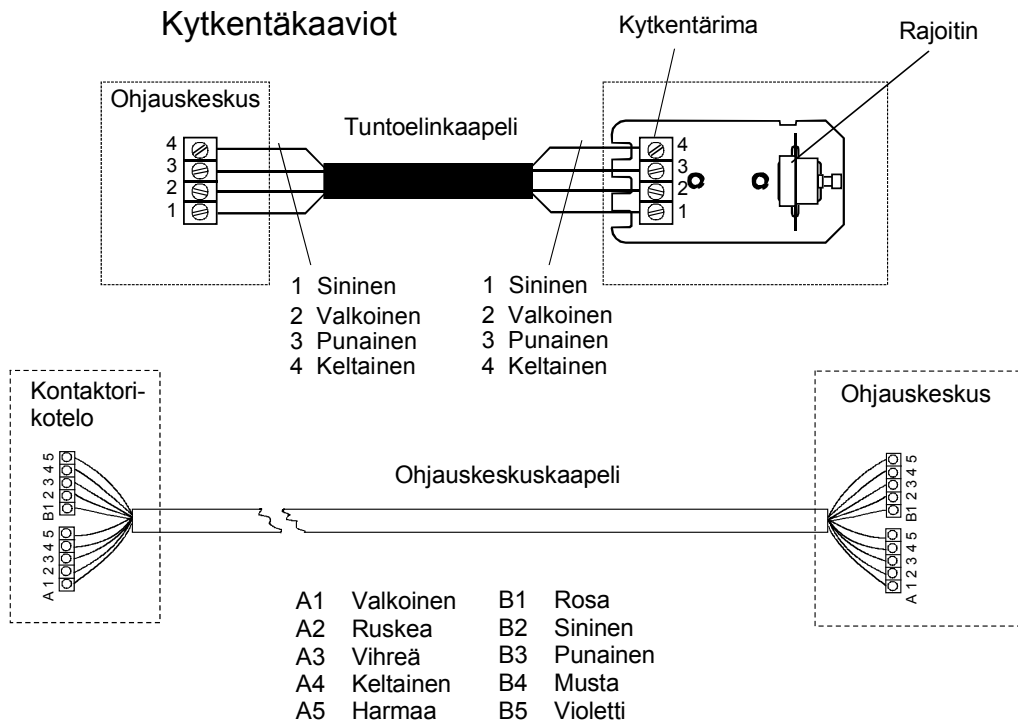 Kytkentäkaaviot
Kytkentärima
Rajoitin
Ohjauskeskus
Tuntoelinkaapeli
4
3
2
1
4
3
2
1
1 Sininen
2 Valkoinen
3 Punainen
4 Keltainen
1 Sininen
2 Valkoinen
3 Punainen
4 Keltainen
Kontaktori-
kotelo
Ohjauskeskus
Ohjauskeskuskaapeli
B1 2 3 4 5
A 1 2 3 4 5
B1 2 3 4 5
A 1 2 3 4 5
A1 Valkoinen B1 Rosa
A2 Ruskea B2 Sininen
A3 Vihreä B3 Punainen
A4 Keltainen B4 Musta
A5 Harmaa B5 Violetti